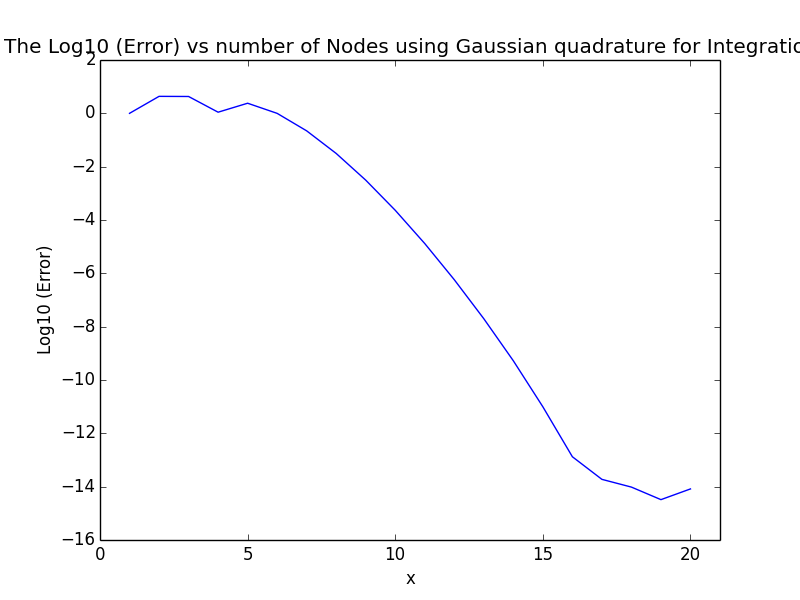 The Log10 (Error) vs number of Nodes using Gaussian quadrature for Integratio
2
0
−2
−4
−6
−8
−10
−12
−14
−16
Log10 (Error)
0 5 10 15 20
x